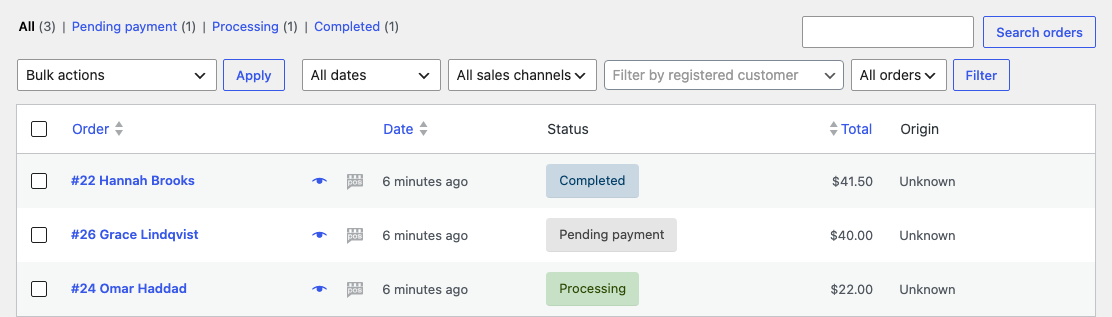 All (3) | Pending payment (1) | Processing (1) | Completed (1)
Search orders
Bulk actions Apply All dates All sales channels Filter by registered customer All orders Filter
Order Date Status Total Origin
#22 Hannah Brooks POS 6 minutes ago Completed $41.50 Unknown
#26 Grace Lindqvist POS 6 minutes ago Pending payment $40.00 Unknown
#24 Omar Haddad POS 6 minutes ago Processing $22.00 Unknown